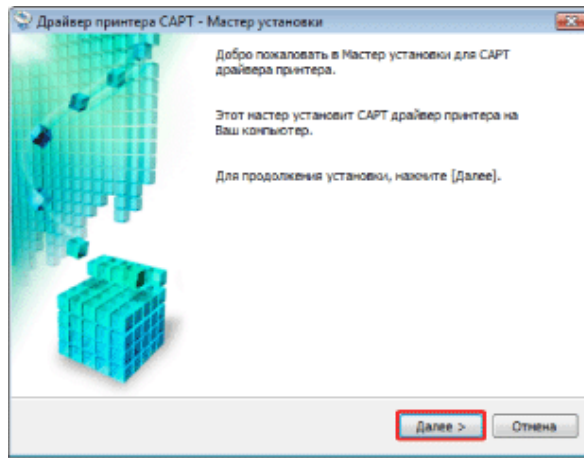 Драйвер принтера CAPT - Мастер установки
Добро пожаловать в Мастер установки для CAPT
драйвера принтера.
Этот мастер установит CAPT драйвер принтера на
Ваш компьютер.
Для продолжения установки, нажмите [Далее].
Далее >
Отмена